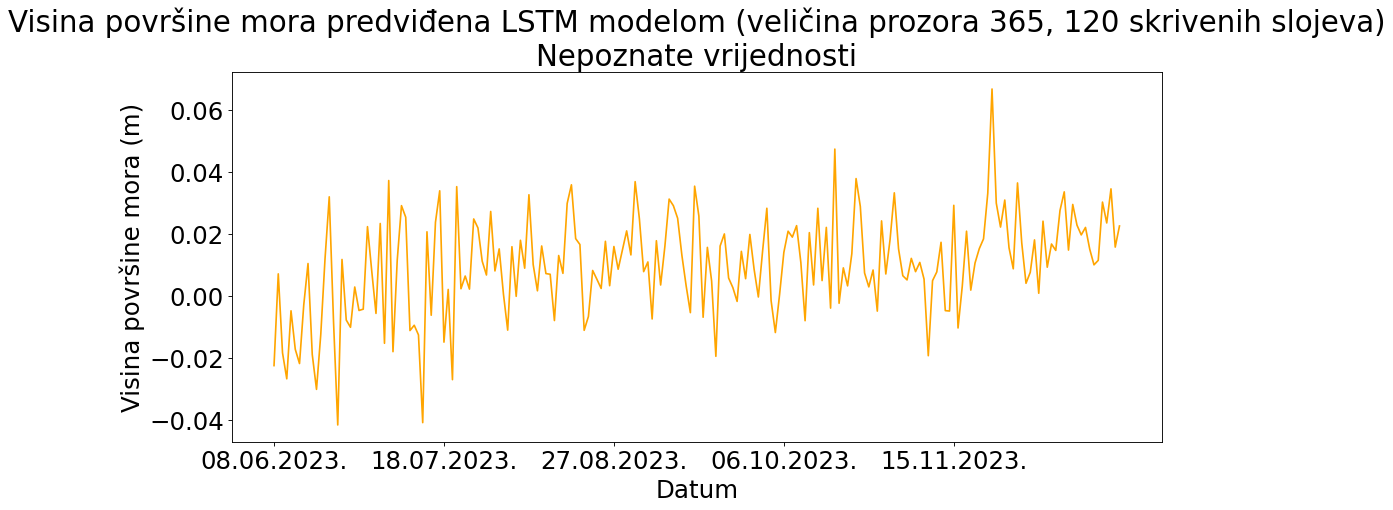 Visina površine mora predviđena LSTM modelom (veličina prozora 365, 120 skrivenih slojeva)
Nepoznate vrijednosti
Visina površine mora (m)
0.06
0.04
0.02
0.00
−0.02
−0.04
08.06.2023. 18.07.2023. 27.08.2023. 06.10.2023. 15.11.2023.
Datum